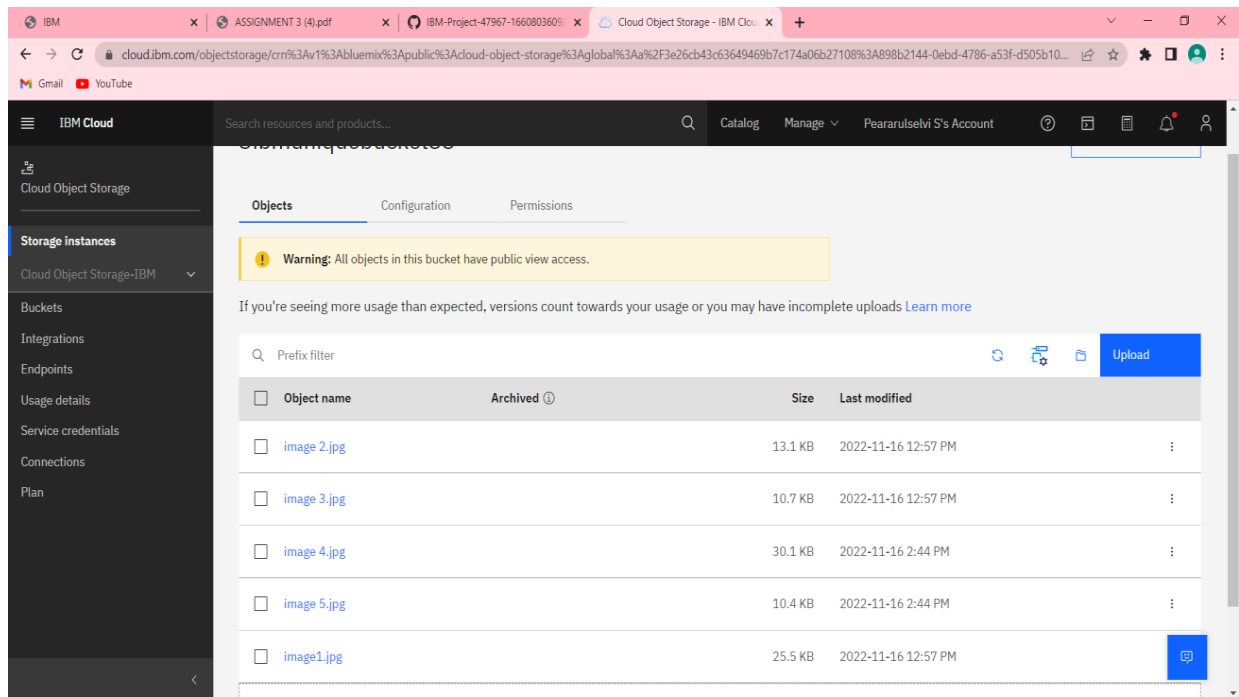 IBM
ASSIGNMENT 3 (4).pdf
IBM-Project-47967-1660803609/
Cloud Object Storage - IBM Clou
cloud.ibm.com/objectstorage/crn%3Av1%3Abluemix%3Apublic%3Acloud-object-storage%3Aglobal%3Aa%2F3e26cb43c63649469b7c174a06b27108%3A898b2144-0ebd-4786-a53f-d505b10...
Gmail YouTube
IBM Cloud
Search resources and products...
Catalog
Manage
Peararulselvi S's Account
Cloud Object Storage
Storage instances
Cloud Object Storage-IBM
Buckets
Integrations
Endpoints
Usage details
Service credentials
Connections
Plan
Objects Configuration Permissions
Warning: All objects in this bucket have public view access.
If you're seeing more usage than expected, versions count towards your usage or you may have incomplete uploads Learn more
Prefix filter
Upload
Object name Archived Size Last modified
image 2.jpg 13.1 KB 2022-11-16 12:57 PM
image 3.jpg 10.7 KB 2022-11-16 12:57 PM
image 4.jpg 30.1 KB 2022-11-16 2:44 PM
image 5.jpg 10.4 KB 2022-11-16 2:44 PM
image1.jpg 25.5 KB 2022-11-16 12:57 PM